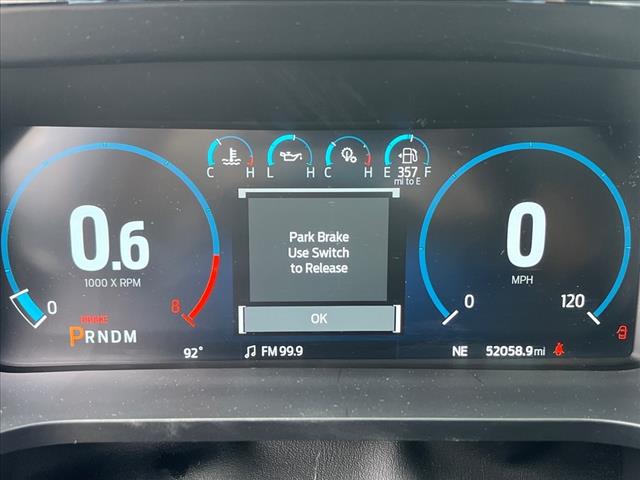 C H L H C H E 357 F
mi to E
Park Brake
Use Switch
to Release
OK
0.6
1000 X RPM
0 8
BRAKE
PRNDM
0
MPH
0 120
92° FM 99.9 NE 52058.9 mi